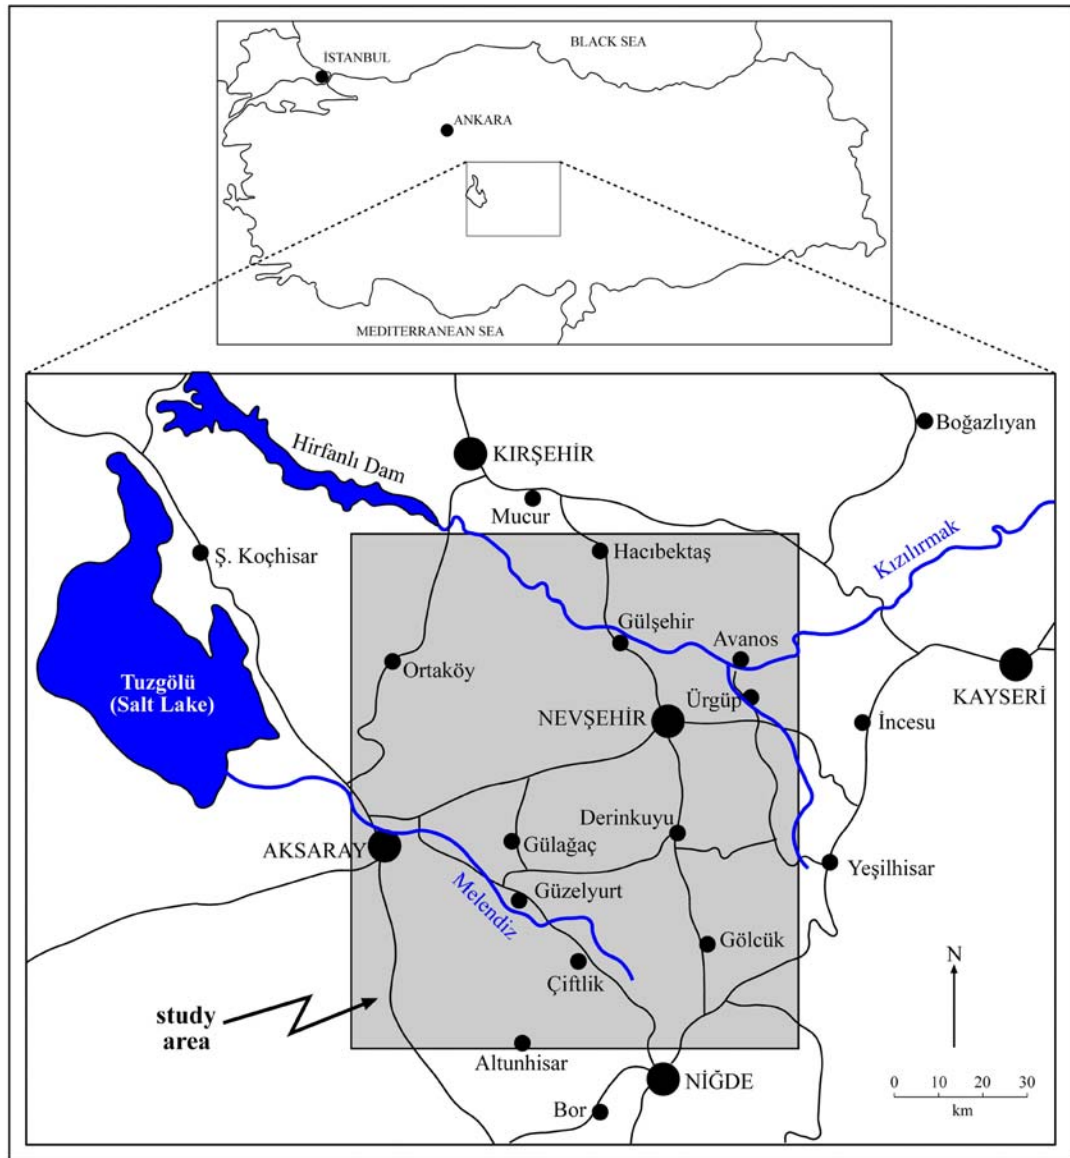 BLACK SEA
İSTANBUL
ANKARA
MEDITERRANEAN SEA
Boğazlıyan
Hirfanlı Dam
KIRŞEHİR
Mucur
Kızılırmak
Ş. Koçhisar
Hacıbektaş
Gülşehir
Avanos
Ortaköy
KAYSERİ
Tuzgölü
(Salt Lake)
Ürgüp
NEVŞEHİR
İncesu
Derinkuyu
AKSARAY
Gülağaç
Yeşilhisar
Güzelyurt
Melendiz
Gölcük
N
Çiftlik
study
area
Altunhisar
NİĞDE
0 10 20 30
km
Bor